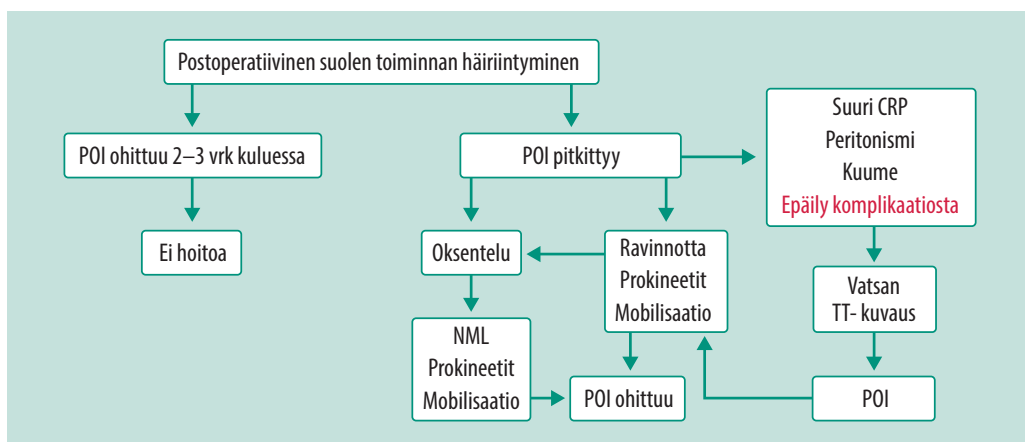 Postoperatiivinen suolen toiminnan häiriintyminen
POI ohittuu 2–3 vrk kuluessa
Ei hoitoa
POI pitkittyy
Oksentelu
NML
Prokineetit
Mobilisaatio
Ravinnotta
Prokineetit
Mobilisaatio
POI ohittuu
Suuri CRP
Peritonismi
Kuume
Epäily komplikaatiosta
Vatsan
TT- kuvaus
POI